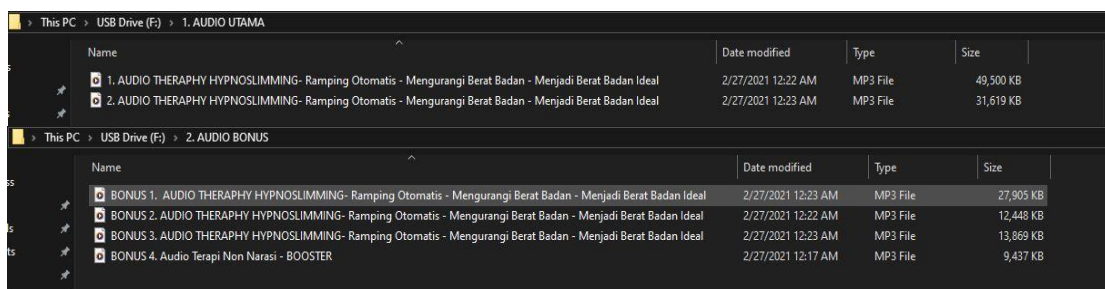 This PC > USB Drive (F:) > 1. AUDIO UTAMA
Name Date modified Type Size
1. AUDIO THERAPHY HYPNOSLIMMING- Ramping Otomatis - Mengurangi Berat Badan - Menjadi Berat Badan Ideal 2/27/2021 12:22 AM MP3 File 49,500 KB
2. AUDIO THERAPHY HYPNOSLIMMING- Ramping Otomatis - Mengurangi Berat Badan - Menjadi Berat Badan Ideal 2/27/2021 12:23 AM MP3 File 31,619 KB
This PC > USB Drive (F:) > 2. AUDIO BONUS
Name Date modified Type Size
BONUS 1. AUDIO THERAPHY HYPNOSLIMMING- Ramping Otomatis - Mengurangi Berat Badan - Menjadi Berat Badan Ideal 2/27/2021 12:23 AM MP3 File 27,905 KB
BONUS 2. AUDIO THERAPHY HYPNOSLIMMING- Ramping Otomatis - Mengurangi Berat Badan - Menjadi Berat Badan Ideal 2/27/2021 12:22 AM MP3 File 12,448 KB
BONUS 3. AUDIO THERAPHY HYPNOSLIMMING- Ramping Otomatis - Mengurangi Berat Badan - Menjadi Berat Badan Ideal 2/27/2021 12:23 AM MP3 File 13,869 KB
BONUS 4. Audio Terapi Non Narasi - BOOSTER 2/27/2021 12:17 AM MP3 File 9,437 KB